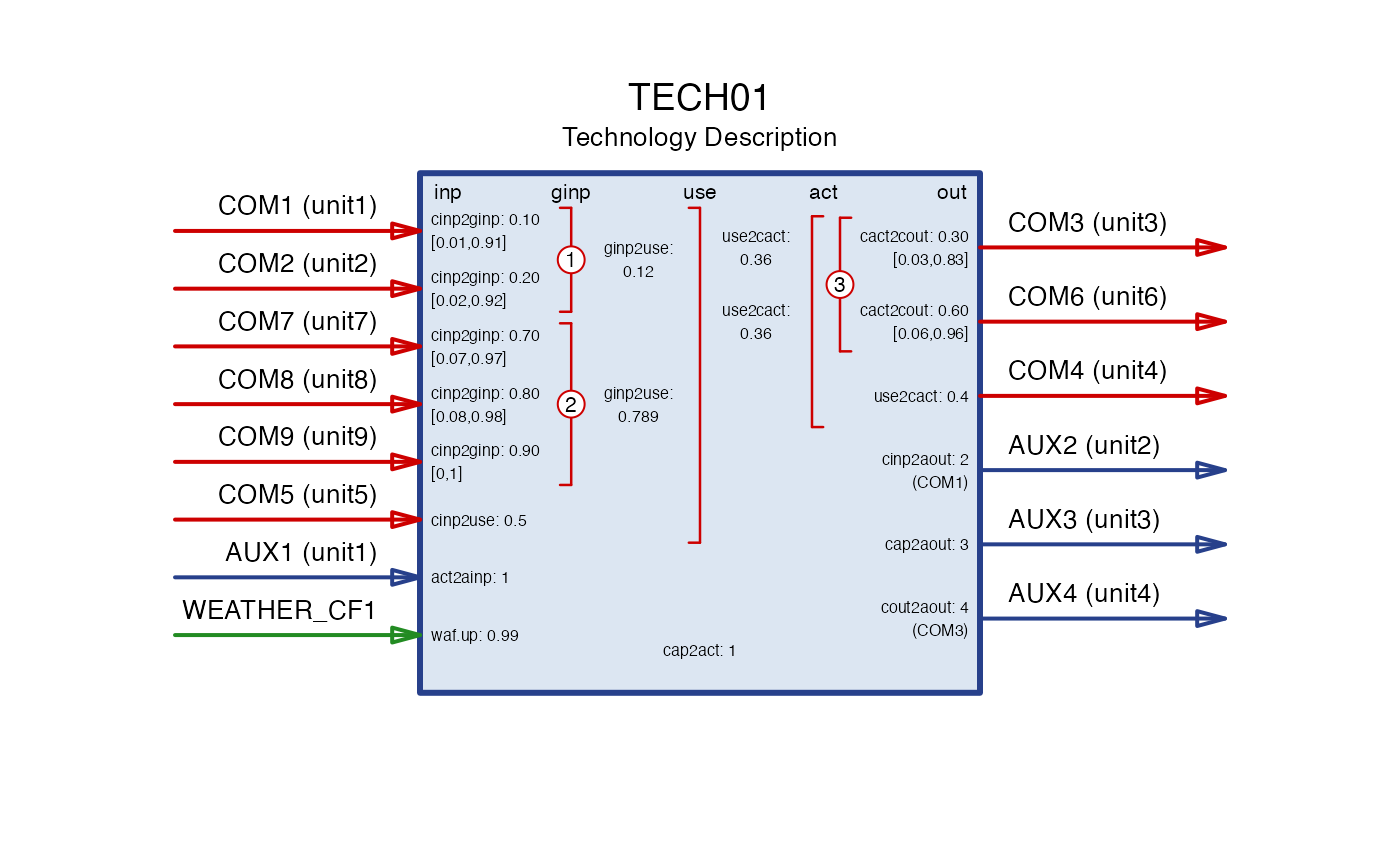 TECH01
Technology Description
inp
ginp
use
act
out
COM1 (unit1)
cinp2ginp: 0.10
[0.01,0.91]
COM2 (unit2)
cinp2ginp: 0.20
[0.02,0.92]
COM7 (unit7)
cinp2ginp: 0.70
[0.07,0.97]
COM8 (unit8)
cinp2ginp: 0.80
[0.08,0.98]
COM9 (unit9)
cinp2ginp: 0.90
[0,1]
COM5 (unit5)
cinp2use: 0.5
AUX1 (unit1)
act2ainp: 1
WEATHER_CF1
waf.up: 0.99
1
ginp2use:
0.12
2
ginp2use:
0.789
use2cact:
0.36
use2cact:
0.36
cap2act: 1
3
cact2cout: 0.30
[0.03,0.83]
COM3 (unit3)
cact2cout: 0.60
[0.06,0.96]
COM6 (unit6)
use2cact: 0.4
COM4 (unit4)
cinp2aout: 2
(COM1)
AUX2 (unit2)
cap2aout: 3
AUX3 (unit3)
cout2aout: 4
(COM3)
AUX4 (unit4)